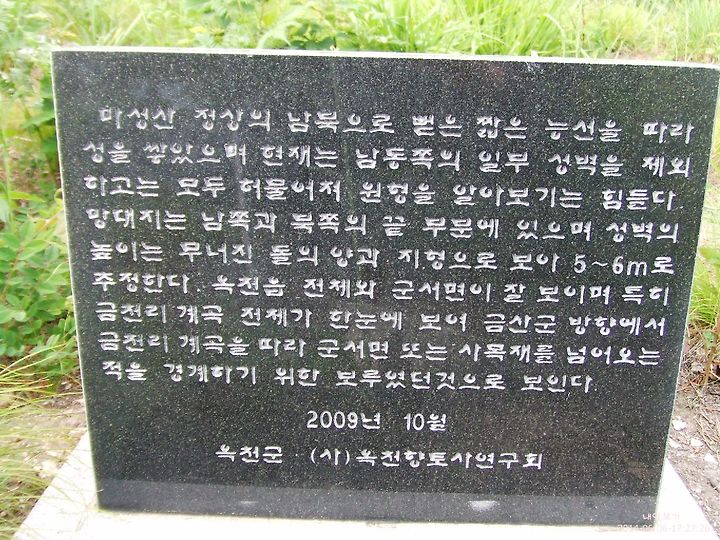 마성산 정상의 남북으로 뻗은 짧은 능선을 따라
성을 쌓았으며 현재는 남동쪽의 일부 성벽을 제외
하고는 모두 허물어져 원형을 알아보기는 힘들다.
망대지는 남쪽과 북쪽의 끝 부분에 있으며 성벽의
높이는 무너진 돌의 양과 지형으로 보아 5~6m로
추정한다. 옥천읍 전체와 군서면이 잘 보이며 특히
금천리 계곡 전체가 한눈에 보여 금산군 방향에서
금천리 계곡을 따라 군서면 또는 사목재를 넘어오는
적을 경계하기 위한 보루였던것으로 보인다.
2009년 10월
옥천군 · (사)옥천향토사연구회